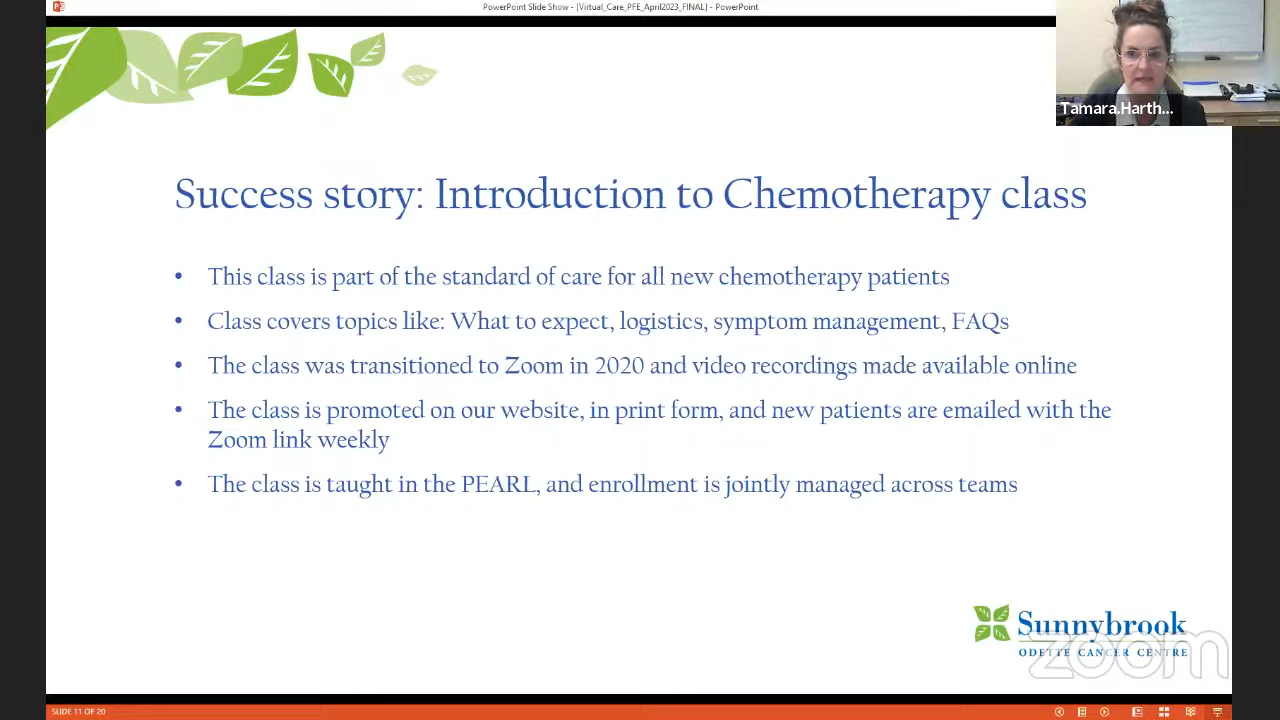 PowerPoint Slide Show - [Virtual_Care_PFE_April2023_FINAL] - PowerPoint
Tamara.Harth...
Success story: Introduction to Chemotherapy class
• This class is part of the standard of care for all new chemotherapy patients
• Class covers topics like: What to expect, logistics, symptom management, FAQs
• The class was transitioned to Zoom in 2020 and video recordings made available online
• The class is promoted on our website, in print form, and new patients are emailed with the
Zoom link weekly
• The class is taught in the PEARL, and enrollment is jointly managed across teams
Sunnybrook
ODETTE CANCER CENTRE
zoom
SLIDE 11 OF 20